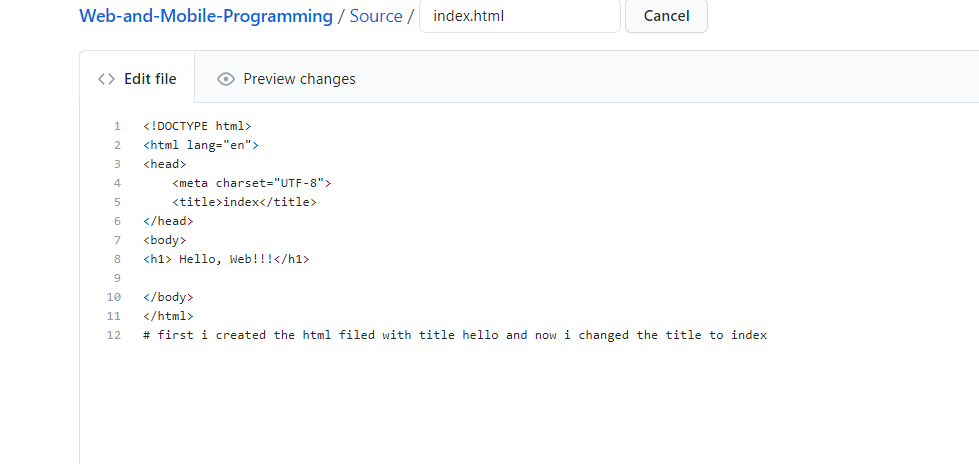 Web-and-Mobile-Programming / Source / index.html Cancel
<> Edit file Preview changes
1 <!DOCTYPE html>
2 <html lang="en">
3 <head>
4     <meta charset="UTF-8">
5     <title>index</title>
6 </head>
7 <body>
8 <h1> Hello, Web!!!</h1>
9
10 </body>
11 </html>
12 # first i created the html filed with title hello and now i changed the title to index